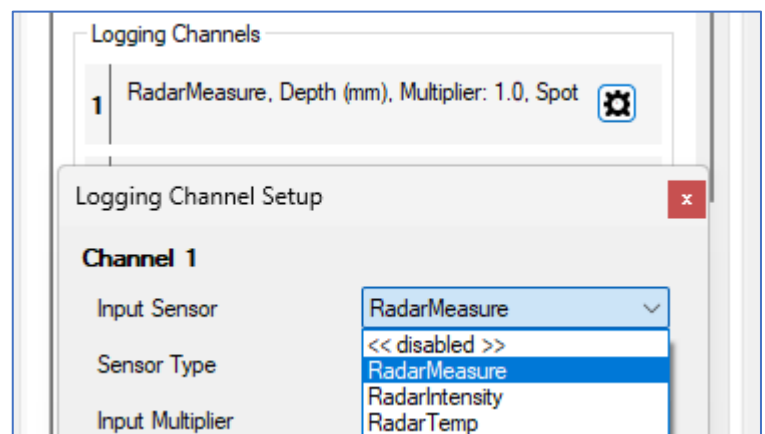 Logging Channels
1 RadarMeasure, Depth (mm), Multiplier: 1.0, Spot
Logging Channel Setup x
Channel 1
Input Sensor RadarMeasure
<< disabled >>
Sensor Type RadarMeasure
RadarIntensity
Input Multiplier RadarTemp